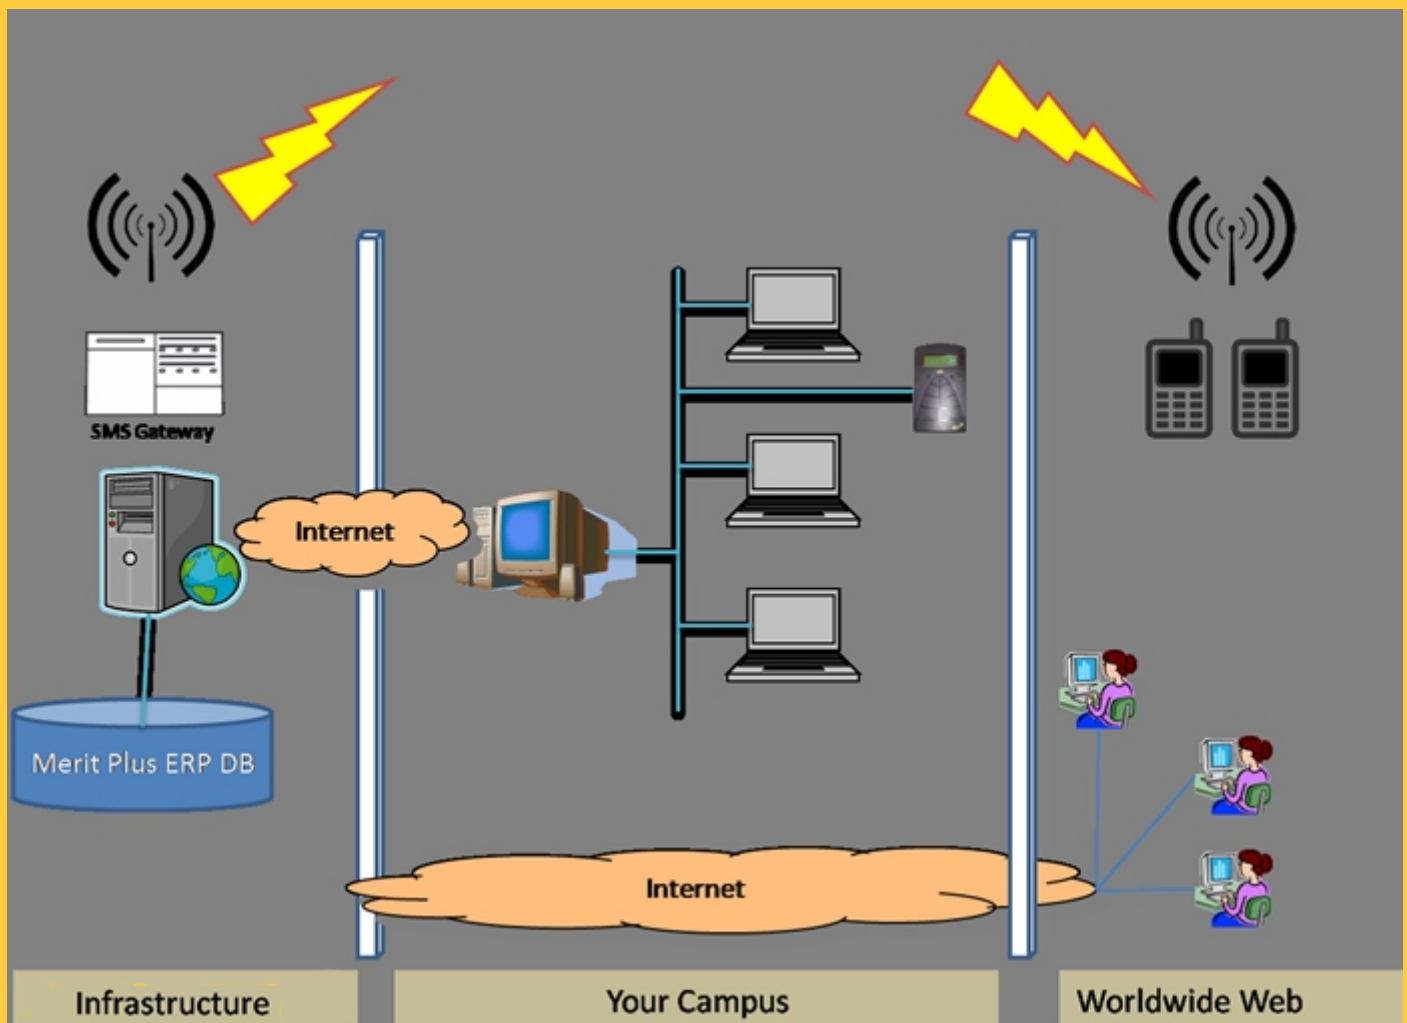 SMS Gateway
Internet
Merit Plus ERP DB
Internet
Infrastructure
Your Campus
Worldwide Web